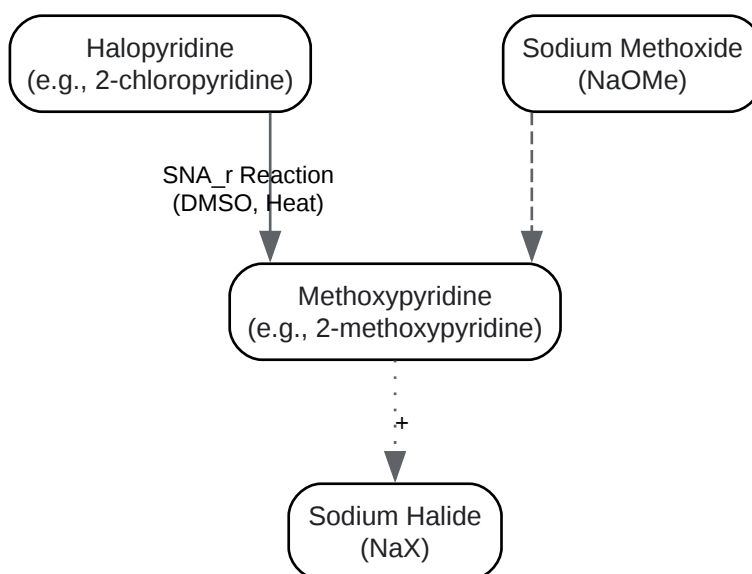 Halopyridine
(e.g., 2-chloropyridine)
Sodium Methoxide
(NaOMe)
SNA_r Reaction
(DMSO, Heat)
Methoxypyridine
(e.g., 2-methoxypyridine)
+
Sodium Halide
(NaX)